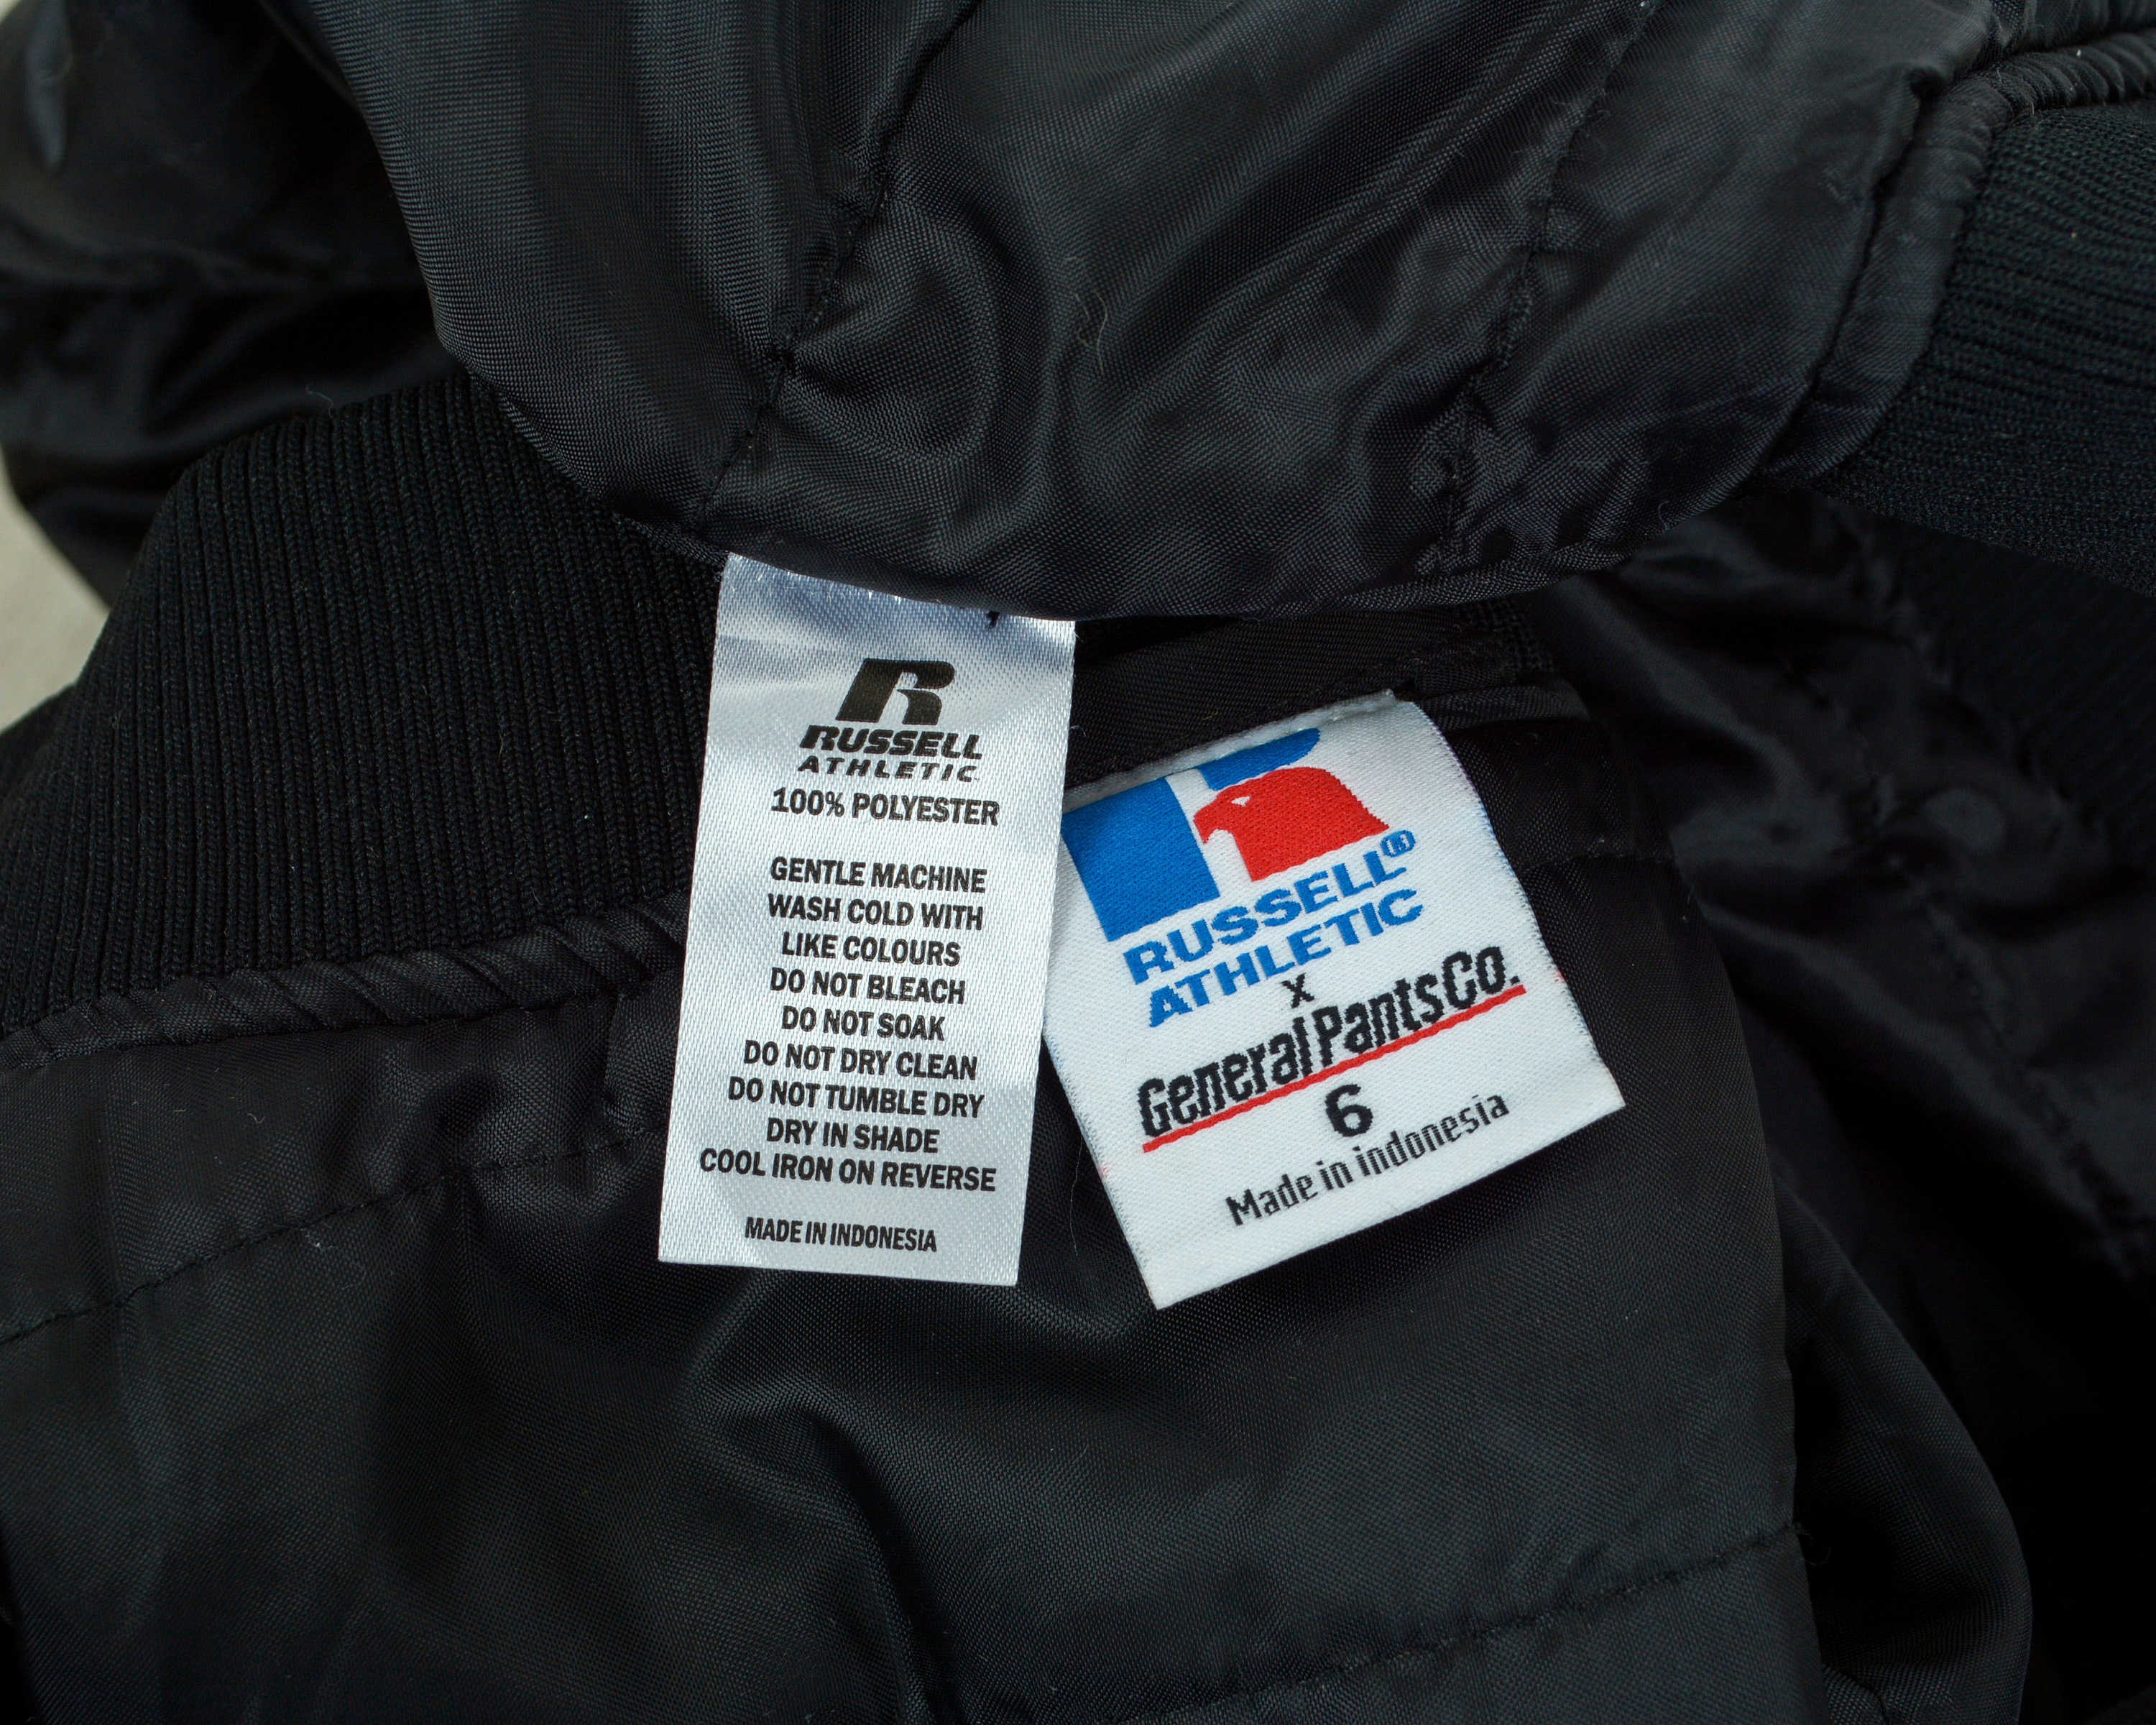 R
RUSSELL
ATHLETIC
100% POLYESTER
GENTLE MACHINE
WASH COLD WITH
LIKE COLOURS
DO NOT BLEACH
DO NOT SOAK
DO NOT DRY CLEAN
DO NOT TUMBLE DRY
DRY IN SHADE
COOL IRON ON REVERSE
MADE IN INDONESIA
RUSSELL®
ATHLETIC
x
General Pants Co.
6
Made in indonesia